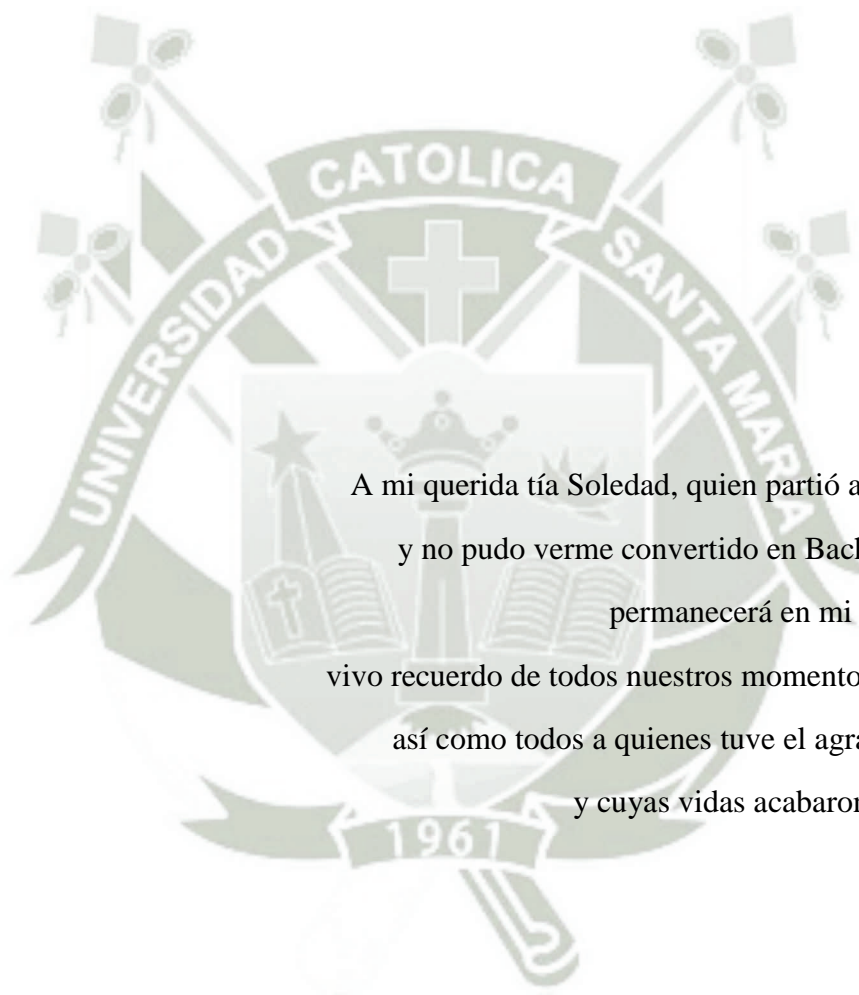 UNIVERSIDAD CATOLICA SANTA MARIA
A mi querida tía Soledad, quien partió a
y no pudo verme convertido en Bach
permanecerá en mi
vivo recuerdo de todos nuestros momento
así como todos a quienes tuve el agra
y cuyas vidas acabaron
1961